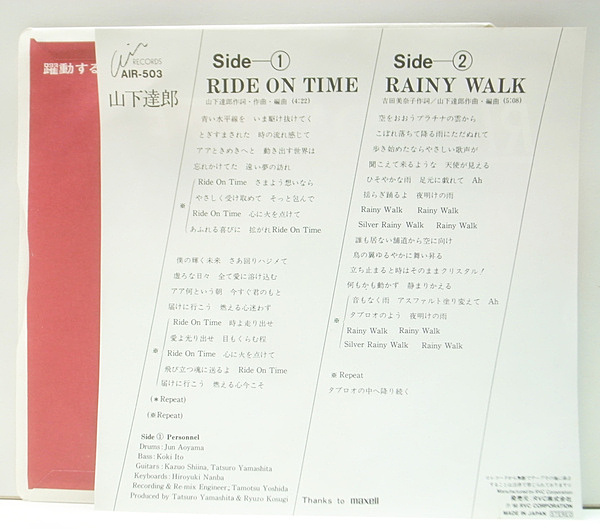 躍動する
air RECORDS
AIR-503
山下達郎
Side—①
RIDE ON TIME
山下達郎作詞・作曲・編曲 (4:22)
青い水平線を いま駆け抜けてく
とぎすまされた 時の流れ感じて
アアときめきへと 動き出す世界は
忘れかけてた 遠い夢の訪れ
Ride On Time さまよう想いなら
やさしく受け止めて そっと包んで
※
Ride On Time 心に火を点けて
あふれる喜びに 拡がれRide On Time
僕の輝く未来 さあ回りハジメて
虚ろな日々 全て愛に溶け込む
アア何という朝 今すぐ君のもと
届けに行こう 燃える心迷わず
Ride On Time 時よ走り出せ
愛よ光り出せ 目もくらむ程
※
Ride On Time 心に火を点けて
飛び立つ魂に送るよ Ride On Time
届けに行こう 燃える心今こそ
(＊Repeat)
(※Repeat)
Side ① Personnel
Drums : Jun Aoyama
Bass : Koki Ito
Guitars : Kazuo Shiina, Tatsuro Yamashita
Keyboards : Hiroyuki Nanba
Recording & Re-mix Engineer, Tamotsu Yoshida
Produced by Tatsuro Yamashita & Ryuzo Kosugi
Side—②
RAINY WALK
吉田美奈子作詞／山下達郎作曲・編曲 (5:08)
空をおおうプラチナの雲から
こぼれ落ちて降る雨にただぬれて
歩き始めたならやさしい歌声が
聞こえて来るような 天使が見える
ひそやかな雨 足元に戯れて Ah
揺らぎ踊るよ 夜明けの雨
Rainy Walk Rainy Walk
Silver Rainy Walk Rainy Walk
誰も居ない舗道から空に向け
鳥の翼ゆるやかに舞い昇る
立ち止まると時はそのままクリスタル！
何もかも動かず 静まりかえる
音もなく雨 アスファルト塗り変えて Ah
タブロオのよう 夜明けの雨
※
Rainy Walk Rainy Walk
Silver Rainy Walk Rainy Walk
※ Repeat
タブロオの中へ降り続く
Thanks to maxell
Manufactured by RVC Corporation
発売元 RVC株式会社
RVC CORPORATION
MADE IN JAPAN